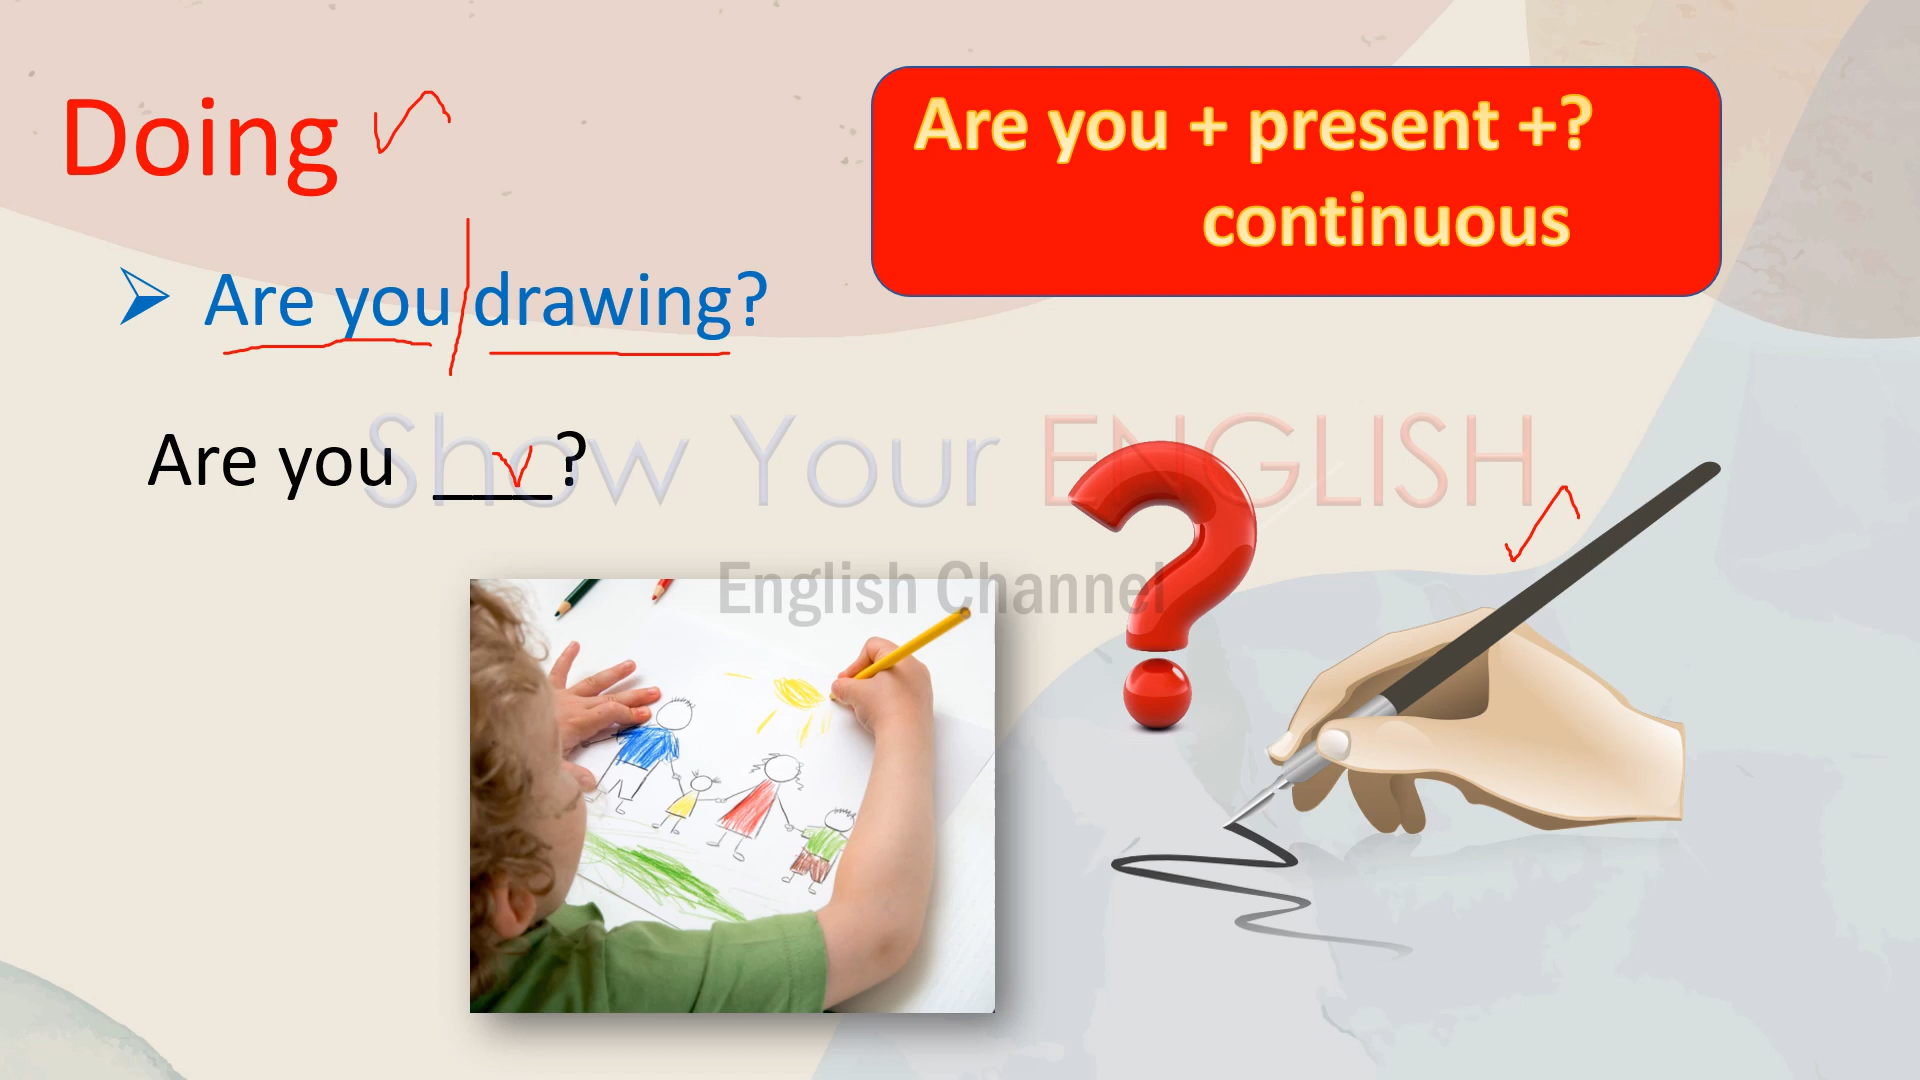 Doing
Are you + present +?
continuous
Are you drawing?
Are you ____?
Show Your ENGLISH
English Channel